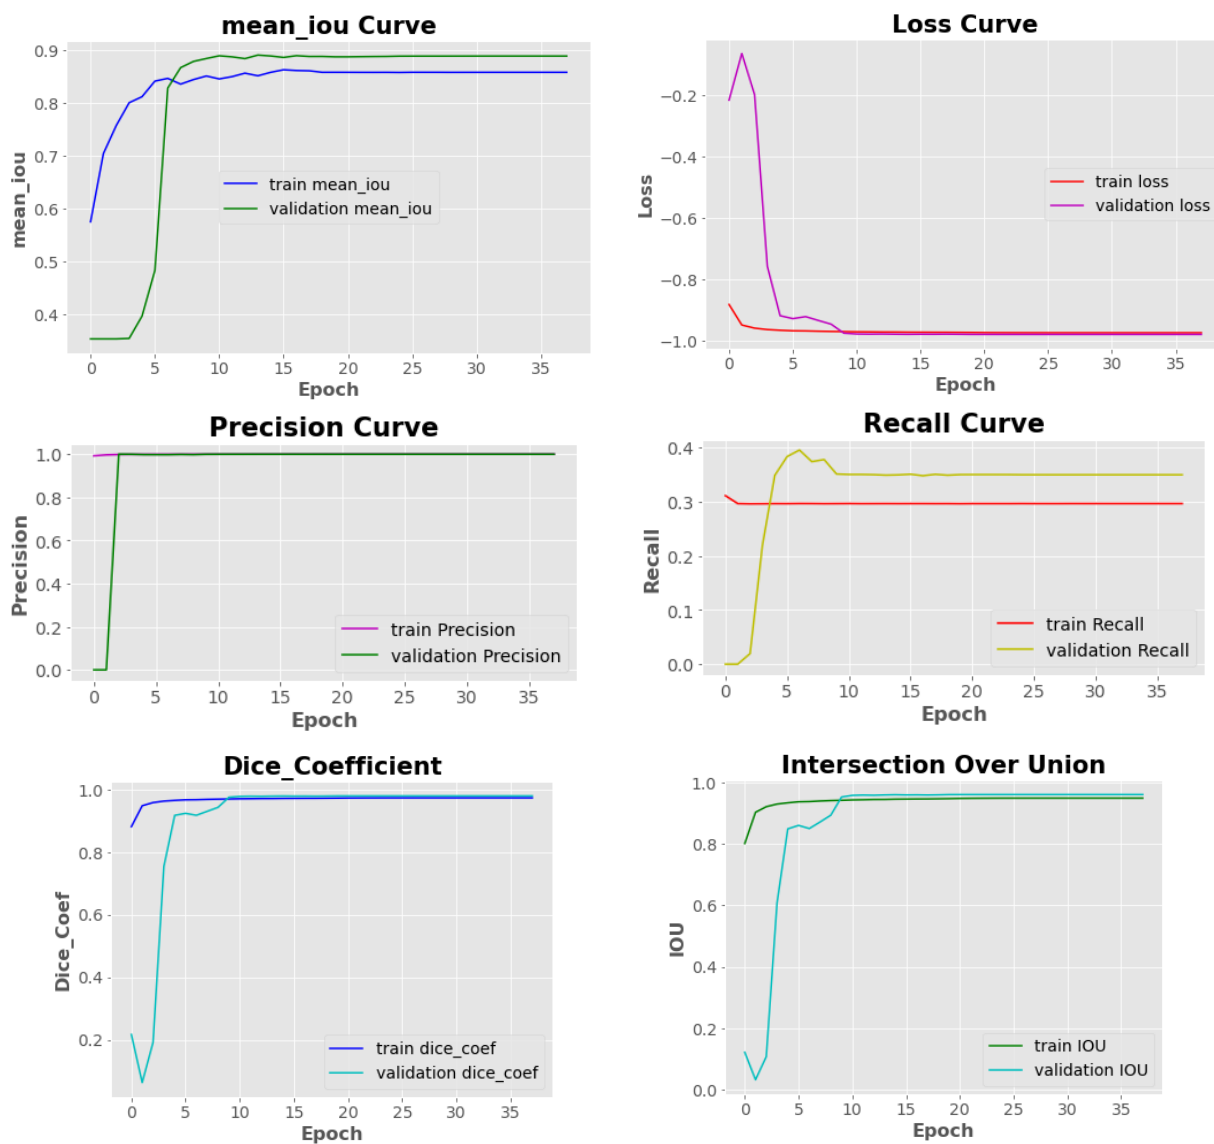 mean_iou Curve
0.9
0.8
0.7
0.6
0.5
0.4
mean_iou
train mean_iou
validation mean_iou
0 5 10 15 20 25 30 35
Epoch
Loss Curve
−0.2
−0.4
−0.6
−0.8
−1.0
Loss
train loss
validation loss
0 5 10 15 20 25 30 35
Epoch
Precision Curve
1.0
0.8
0.6
0.4
0.2
0.0
Precision
train Precision
validation Precision
0 5 10 15 20 25 30 35
Epoch
Recall Curve
0.4
0.3
0.2
0.1
0.0
Recall
train Recall
validation Recall
0 5 10 15 20 25 30 35
Epoch
Dice_Coefficient
1.0
0.8
0.6
0.4
0.2
Dice_Coef
train dice_coef
validation dice_coef
0 5 10 15 20 25 30 35
Epoch
Intersection Over Union
1.0
0.8
0.6
0.4
0.2
0.0
IOU
train IOU
validation IOU
0 5 10 15 20 25 30 35
Epoch